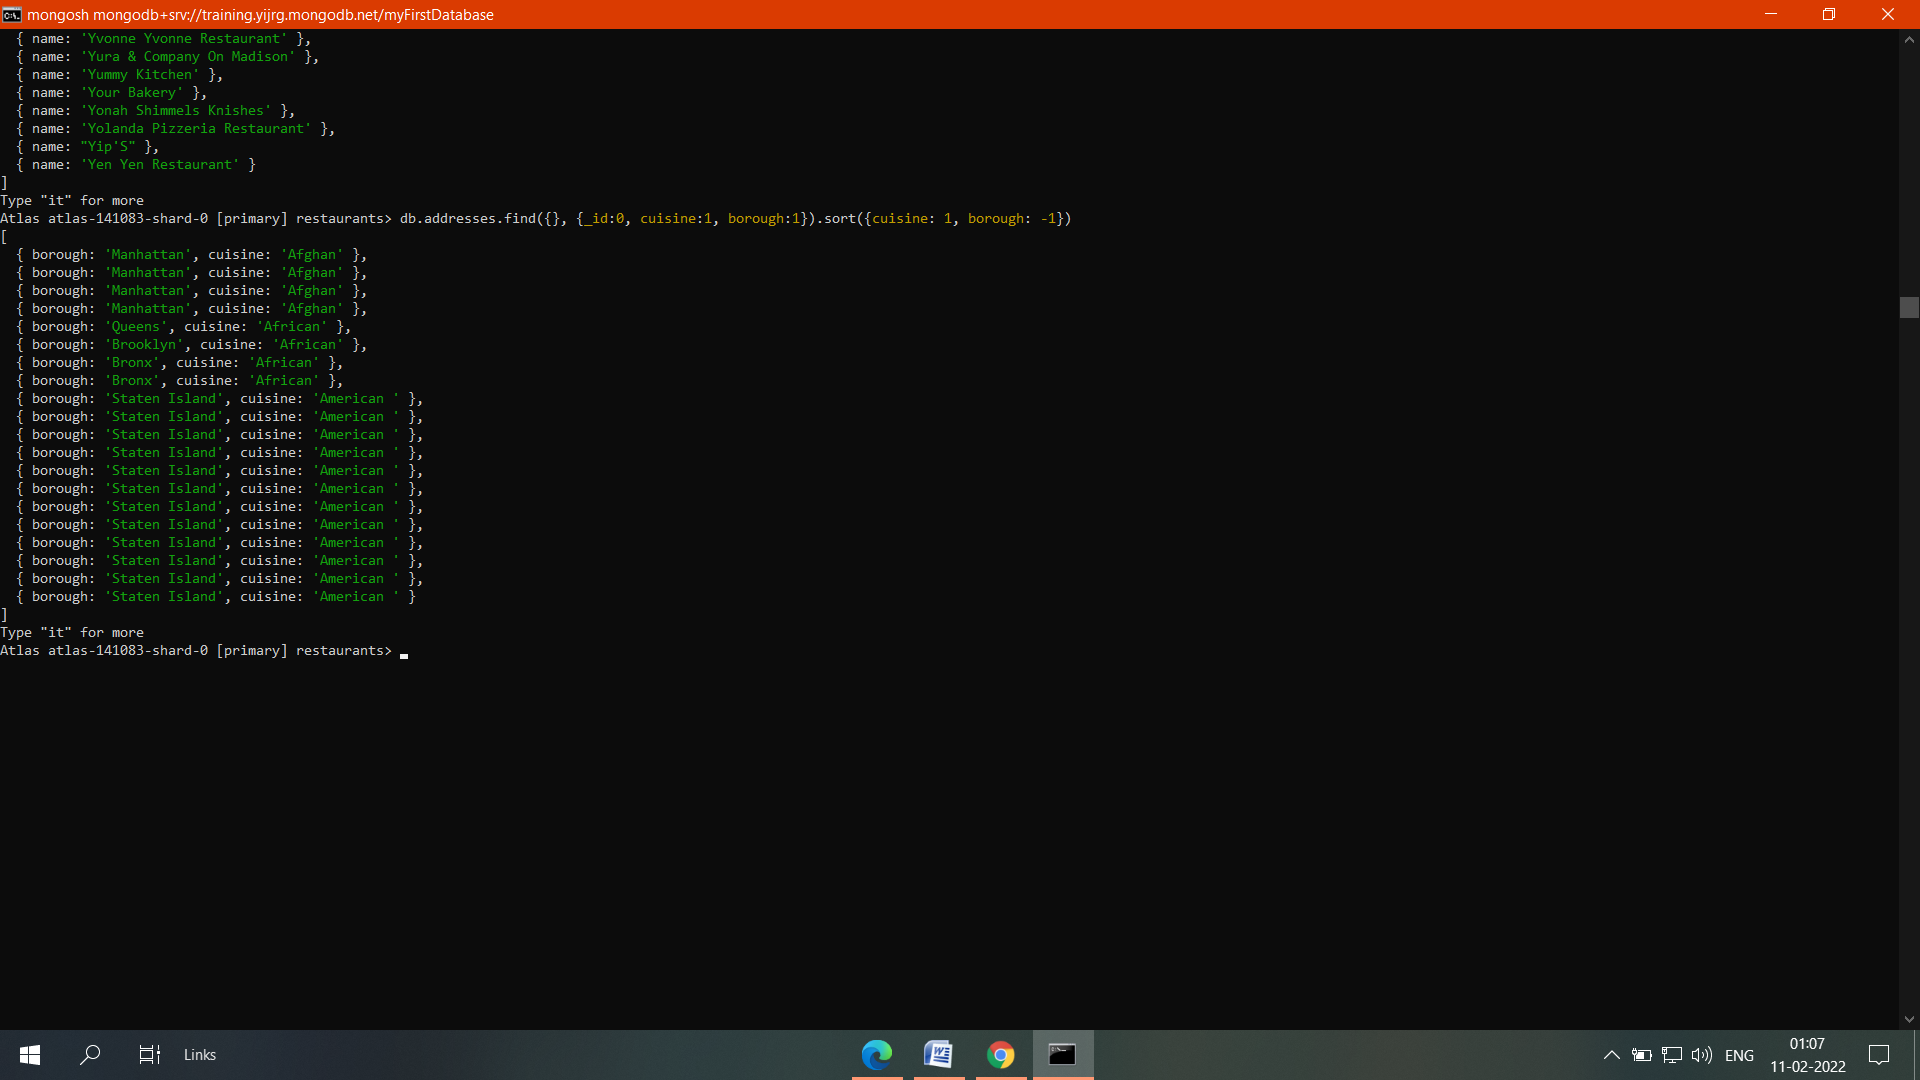 mongosh mongodb+srv://training.yijrg.mongodb.net/myFirstDatabase
  { name: 'Yvonne Yvonne Restaurant' },
  { name: 'Yura & Company On Madison' },
  { name: 'Yummy Kitchen' },
  { name: 'Your Bakery' },
  { name: 'Yonah Shimmels Knishes' },
  { name: 'Yolanda Pizzeria Restaurant' },
  { name: "Yip'S" },
  { name: 'Yen Yen Restaurant' }
]
Type "it" for more
Atlas atlas-141083-shard-0 [primary] restaurants> db.addresses.find({}, {_id:0, cuisine:1, borough:1}).sort({cuisine: 1, borough: -1})
[
  { borough: 'Manhattan', cuisine: 'Afghan' },
  { borough: 'Manhattan', cuisine: 'Afghan' },
  { borough: 'Manhattan', cuisine: 'Afghan' },
  { borough: 'Manhattan', cuisine: 'Afghan' },
  { borough: 'Queens', cuisine: 'African' },
  { borough: 'Brooklyn', cuisine: 'African' },
  { borough: 'Bronx', cuisine: 'African' },
  { borough: 'Bronx', cuisine: 'African' },
  { borough: 'Staten Island', cuisine: 'American ' },
  { borough: 'Staten Island', cuisine: 'American ' },
  { borough: 'Staten Island', cuisine: 'American ' },
  { borough: 'Staten Island', cuisine: 'American ' },
  { borough: 'Staten Island', cuisine: 'American ' },
  { borough: 'Staten Island', cuisine: 'American ' },
  { borough: 'Staten Island', cuisine: 'American ' },
  { borough: 'Staten Island', cuisine: 'American ' },
  { borough: 'Staten Island', cuisine: 'American ' },
  { borough: 'Staten Island', cuisine: 'American ' },
  { borough: 'Staten Island', cuisine: 'American ' },
  { borough: 'Staten Island', cuisine: 'American ' }
]
Type "it" for more
Atlas atlas-141083-shard-0 [primary] restaurants>
Links
ENG
01:07
11-02-2022